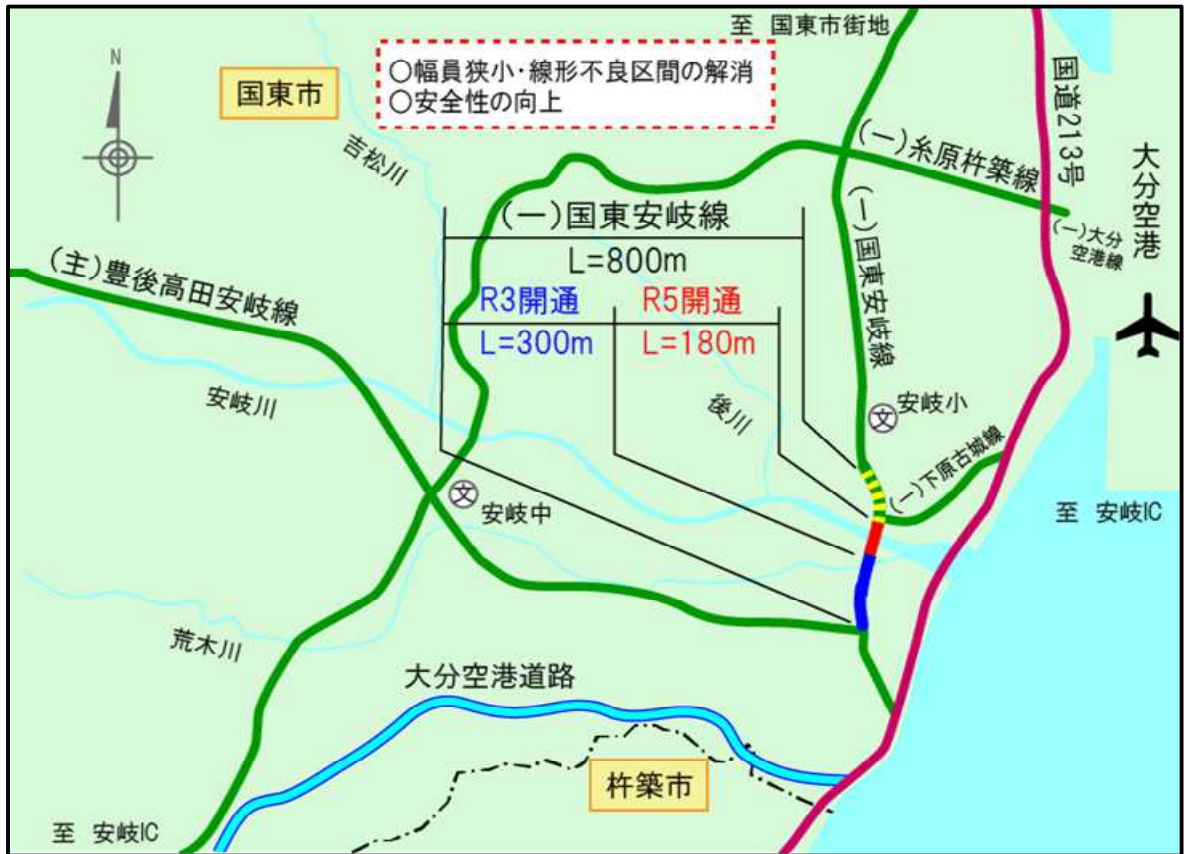 至 国東市街地
N
国東市
○幅員狭小・線形不良区間の解消
○安全性の向上
国道213号
吉松川
(一)糸原杵築線
大分空港
(一)国東安岐線
(一)国東安岐線
(一)大分
空港線
L=800m
(主)豊後高田安岐線
R3開通
R5開通
L=300m
L=180m
安岐川
後川
文
安岐小
(一)下原古城線
文
安岐中
至 安岐IC
荒木川
大分空港道路
杵築市
至 安岐IC